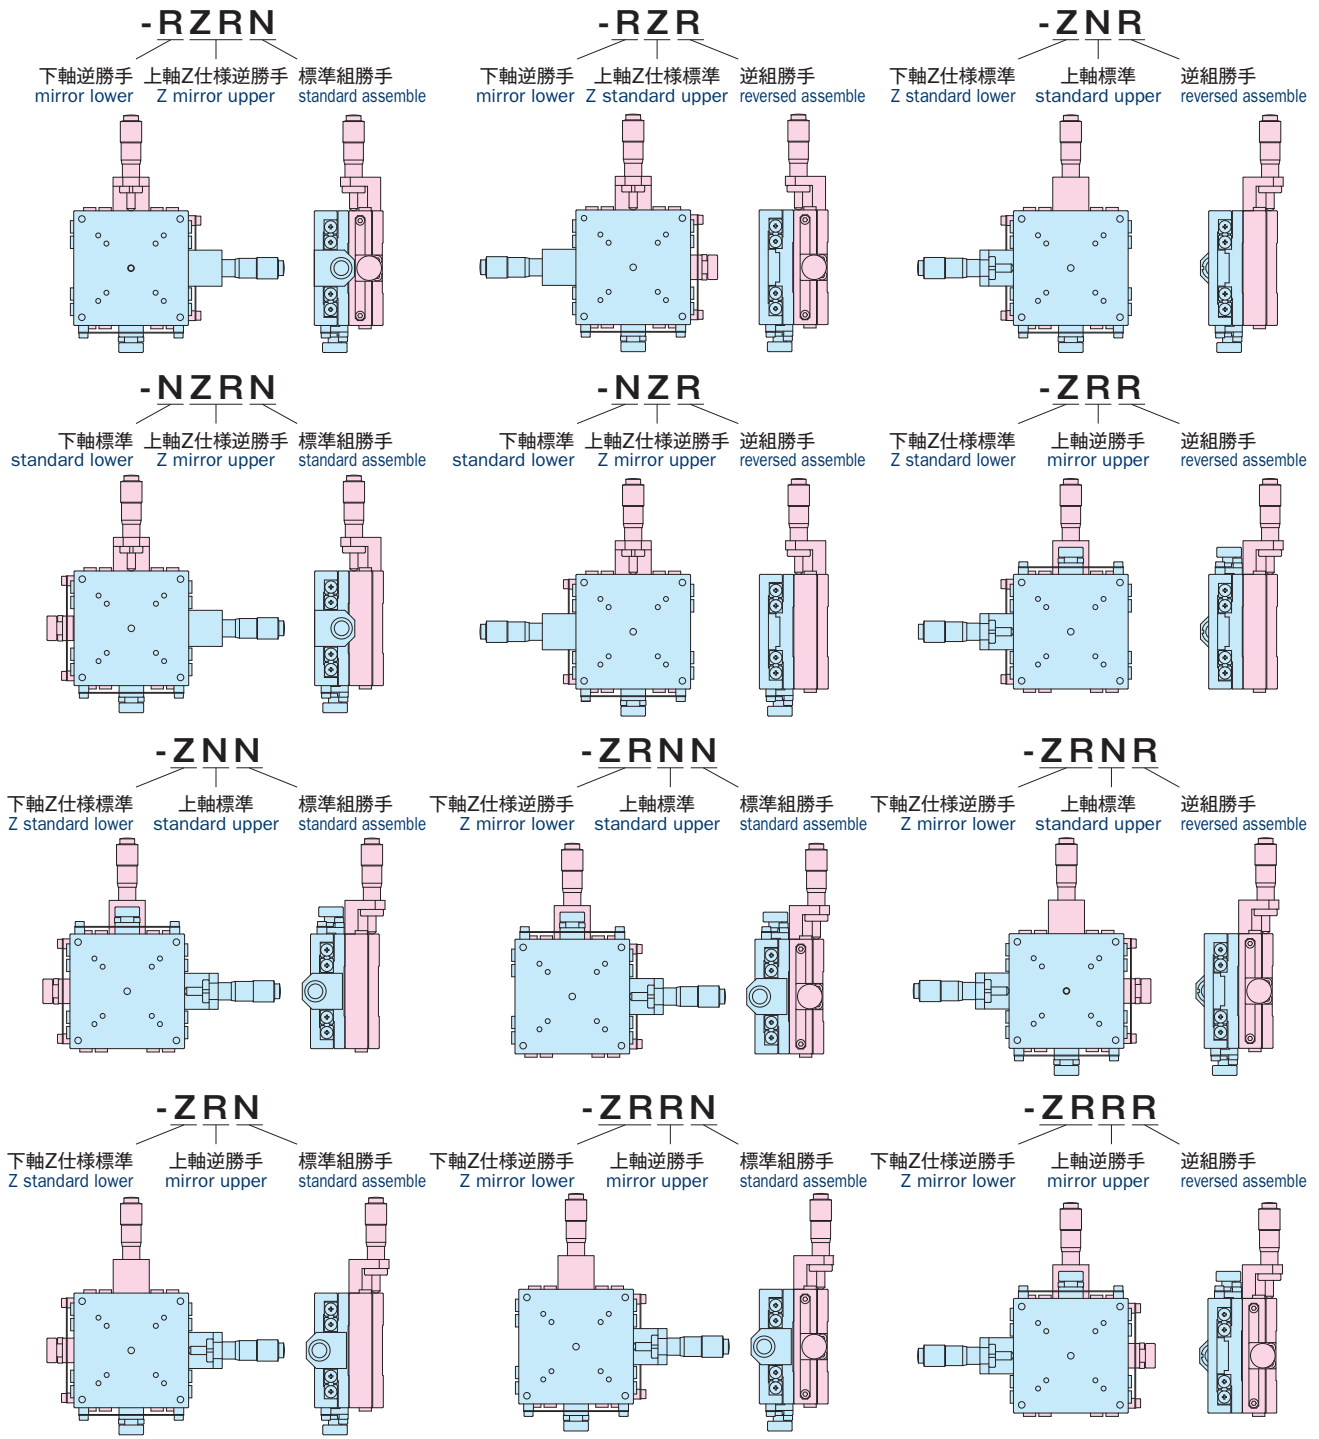 -RZRN
下軸逆勝手 上軸Z仕様逆勝手 標準組勝手
mirror lower Z mirror upper standard assemble
-RZR
下軸逆勝手 上軸Z仕様標準 逆組勝手
mirror lower Z standard upper reversed assemble
-ZNR
下軸Z仕様標準 上軸標準 逆組勝手
Z standard lower standard upper reversed assemble
-NZRN
下軸標準 上軸Z仕様逆勝手 標準組勝手
standard lower Z mirror upper standard assemble
-NZR
下軸標準 上軸Z仕様逆勝手 逆組勝手
standard lower Z mirror upper reversed assemble
-ZRR
下軸Z仕様標準 上軸逆勝手 逆組勝手
Z standard lower mirror upper reversed assemble
-ZNN
下軸Z仕様標準 上軸標準 標準組勝手
Z standard lower standard upper standard assemble
-ZRNN
下軸Z仕様逆勝手 上軸標準 標準組勝手
Z mirror lower standard upper standard assemble
-ZRNR
下軸Z仕様逆勝手 上軸標準 逆組勝手
Z mirror lower standard upper reversed assemble
-ZRN
下軸Z仕様標準 上軸逆勝手 標準組勝手
Z standard lower mirror upper standard assemble
-ZRRN
下軸Z仕様逆勝手 上軸逆勝手 標準組勝手
Z mirror lower mirror upper standard assemble
-ZRRR
下軸Z仕様逆勝手 上軸逆勝手 逆組勝手
Z mirror lower mirror upper reversed assemble